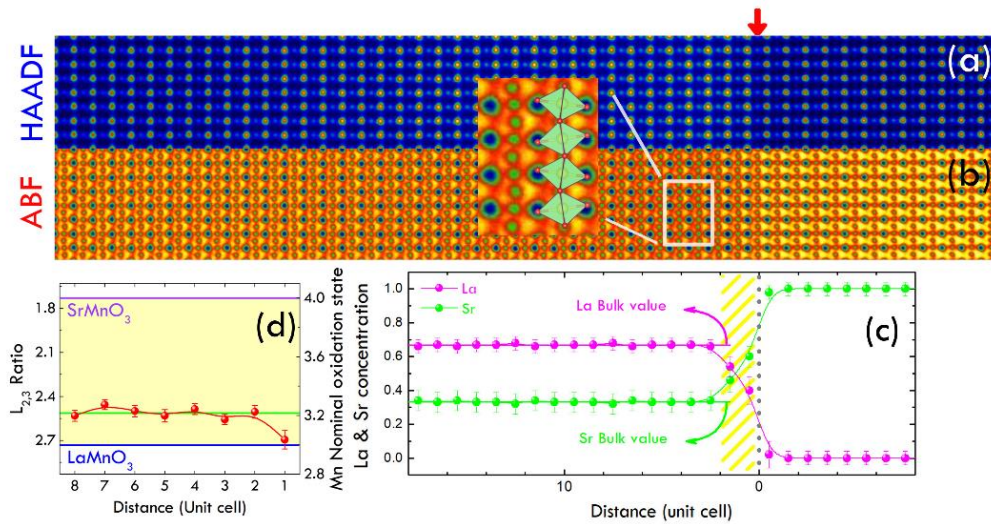 HAADF
(a)
ABF
(b)
1.8
2.1
2.4
2.7
L2,3 Ratio
SrMnO3
(d)
LaMnO3
4.0
3.6
3.2
2.8
Mn Nominal oxidation state
8 7 6 5 4 3 2 1
Distance (Unit cell)
La & Sr concentration
1.0
0.8
0.6
0.4
0.2
0.0
La
Sr
La Bulk value
(c)
Sr Bulk value
10 0
Distance (unit cell)